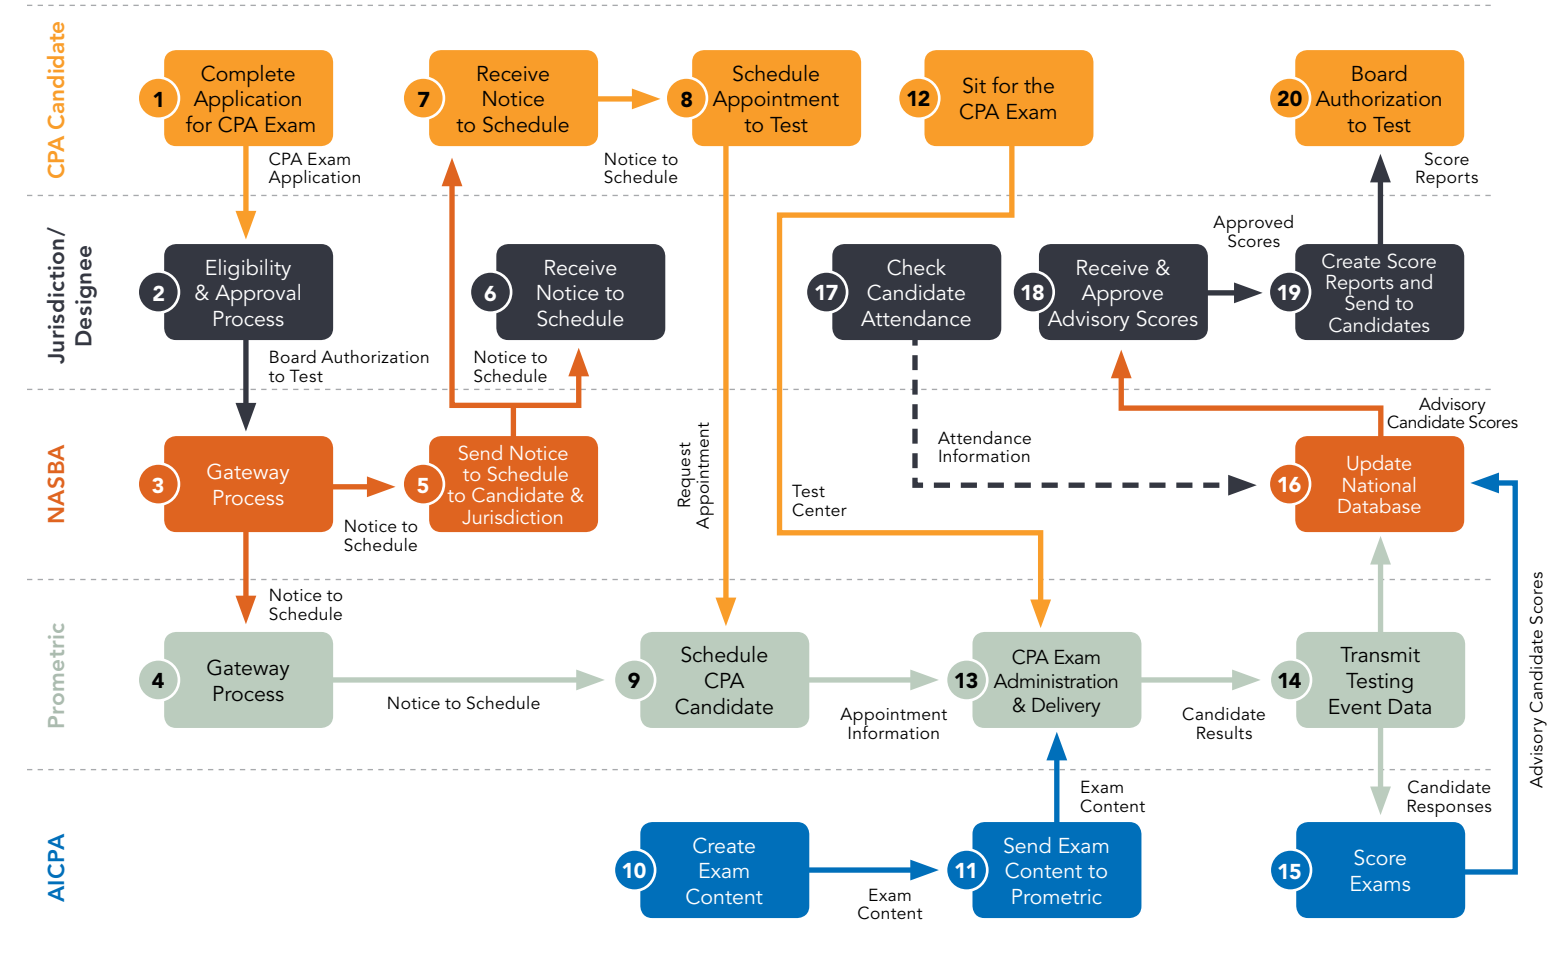 CPA Candidate
1
Complete
Application
for CPA Exam
CPA Exam
Application
7
Receive
Notice
to Schedule
Notice to
Schedule
8
Schedule
Appointment
to Test
12
Sit for the
CPA Exam
20
Board
Authorization
to Test
Score
Reports
Jurisdiction/
Designee
2
Eligibility
& Approval
Process
Board Authorization
to Test
6
Receive
Notice to
Schedule
Notice to
Schedule
17
Check
Candidate
Attendance
18
Receive &
Approve
Advisory Scores
Approved
Scores
19
Create Score
Reports and
Send to
Candidates
NASBA
3
Gateway
Process
Notice to
Schedule
5
Send Notice
to Schedule
to Candidate &
Jurisdiction
Notice to
Schedule
Request
Appointment
Test
Center
Attendance
Information
Advisory
Candidate Scores
16
Update
National
Database
Prometric
4
Gateway
Process
Notice to Schedule
9
Schedule
CPA
Candidate
Appointment
Information
13
CPA Exam
Administration
& Delivery
Candidate
Results
14
Transmit
Testing
Event Data
Advisory Candidate Scores
AICPA
10
Create
Exam
Content
Exam
Content
11
Send Exam
Content to
Prometric
Exam
Content
Candidate
Responses
15
Score
Exams